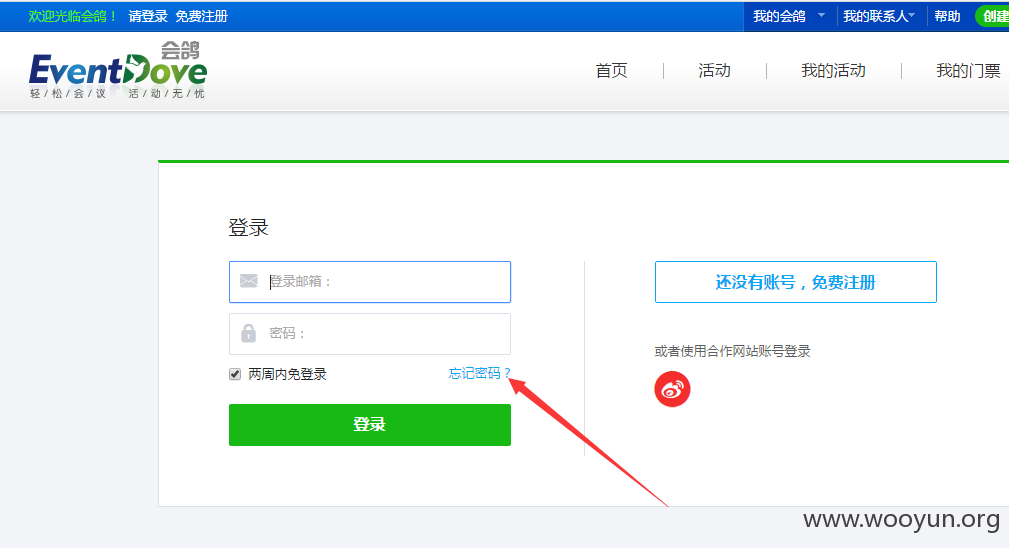 欢迎光临会鸽！ 请登录 免费注册 我的会鸽 我的联系人 帮助 创建
会鸽
EventDove
轻/松/会/议 活/动/无/忧
首页 活动 我的活动 我的门票
登录
登录邮箱：
还没有账号，免费注册
密码：
或者使用合作网站账号登录
两周内免登录 忘记密码？
登录
www.wooyun.org